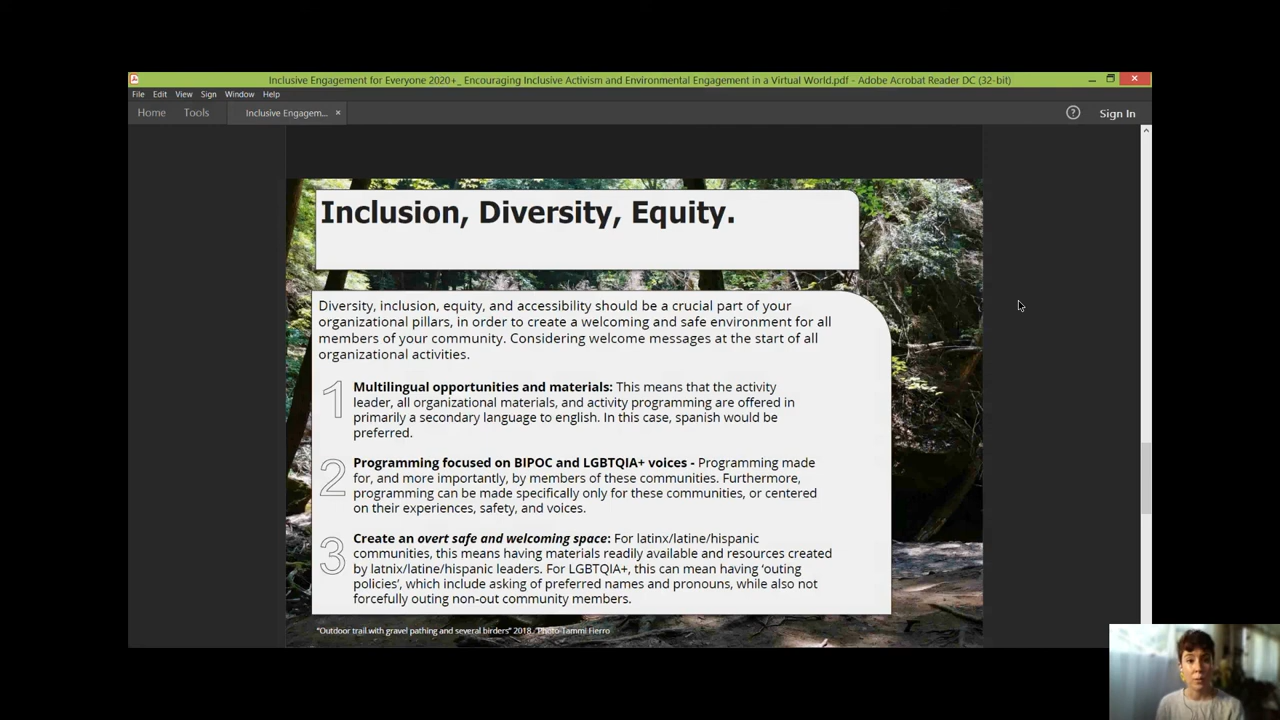 Inclusive Engagement for Everyone 2020+_ Encouraging Inclusive Activism and Environmental Engagement in a Virtual World.pdf - Adobe Acrobat Reader DC (32-bit)
File Edit View Sign Window Help
Home Tools Inclusive Engagem... × ? Sign In
Inclusion, Diversity, Equity.
Diversity, inclusion, equity, and accessibility should be a crucial part of your
organizational pillars, in order to create a welcoming and safe environment for all
members of your community. Considering welcome messages at the start of all
organizational activities.
1 Multilingual opportunities and materials: This means that the activity
leader, all organizational materials, and activity programming are offered in
primarily a secondary language to english. In this case, spanish would be
preferred.
2 Programming focused on BIPOC and LGBTQIA+ voices - Programming made
for, and more importantly, by members of these communities. Furthermore,
programming can be made specifically only for these communities, or centered
on their experiences, safety, and voices.
3 Create an overt safe and welcoming space: For latinx/latine/hispanic
communities, this means having materials readily available and resources created
by latnix/latine/hispanic leaders. For LGBTQIA+, this can mean having ‘outing
policies’, which include asking of preferred names and pronouns, while also not
forcefully outing non-out community members.
"Outdoor trail with gravel pathing and several birders" 2018. Photo-Tammi Fierro